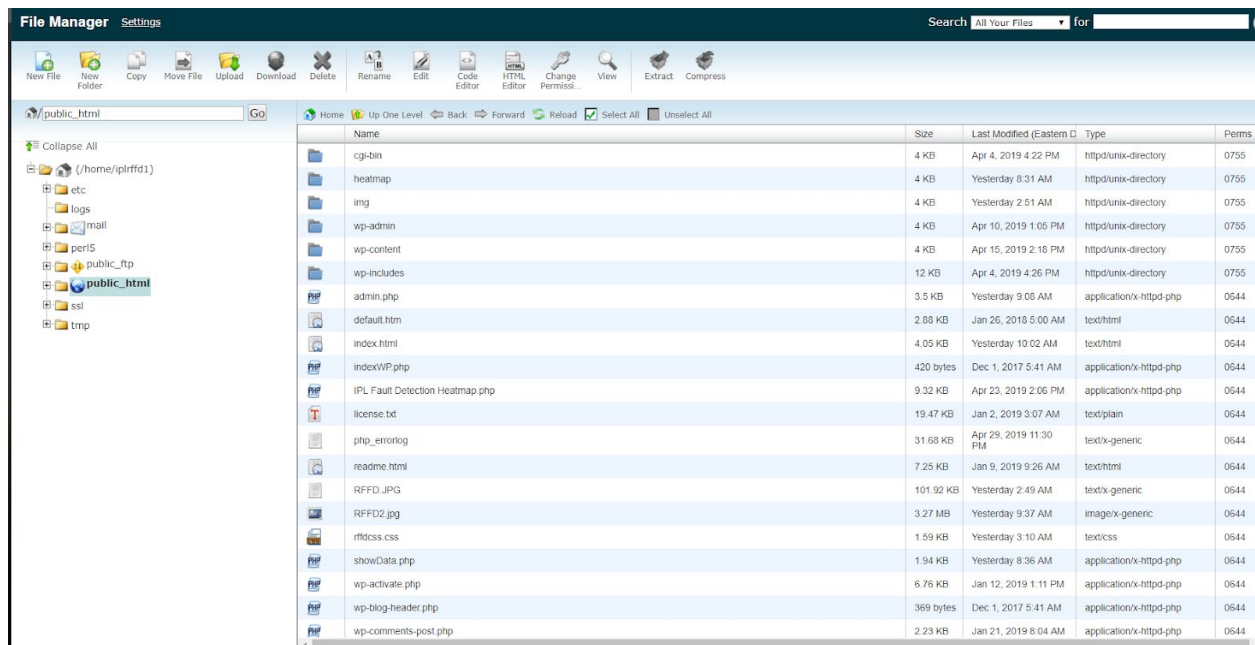 File Manager Settings Search All Your Files for
New File New Folder Copy Move File Upload Download Delete Rename Edit Code Editor HTML Editor Change Permissi... View Extract Compress
/ public_html Go
Home Up One Level Back Forward Reload Select All Unselect All
Collapse All
(/home/iplrffd1)
etc
logs
mail
perl5
public_ftp
public_html
ssl
tmp
Name Size Last Modified (Eastern D Type Perms
cgi-bin 4 KB Apr 4, 2019 4:22 PM httpd/unix-directory 0755
heatmap 4 KB Yesterday 8:31 AM httpd/unix-directory 0755
img 4 KB Yesterday 2:51 AM httpd/unix-directory 0755
wp-admin 4 KB Apr 10, 2019 1:05 PM httpd/unix-directory 0755
wp-content 4 KB Apr 15, 2019 2:18 PM httpd/unix-directory 0755
wp-includes 12 KB Apr 4, 2019 4:26 PM httpd/unix-directory 0755
admin.php 3.5 KB Yesterday 9:08 AM application/x-httpd-php 0644
default.htm 2.88 KB Jan 26, 2018 5:00 AM text/html 0644
index.html 4.05 KB Yesterday 10:02 AM text/html 0644
indexWP.php 420 bytes Dec 1, 2017 5:41 AM application/x-httpd-php 0644
IPL Fault Detection Heatmap.php 9.32 KB Apr 23, 2019 2:06 PM application/x-httpd-php 0644
license.txt 19.47 KB Jan 2, 2019 3:07 AM text/plain 0644
php_errorlog 31.68 KB Apr 29, 2019 11:30 PM text/x-generic 0644
readme.html 7.25 KB Jan 9, 2019 9:26 AM text/html 0644
RFFD.JPG 101.92 KB Yesterday 2:49 AM text/x-generic 0644
RFFD2.jpg 3.27 MB Yesterday 9:37 AM image/x-generic 0644
rffdcss.css 1.59 KB Yesterday 3:10 AM text/css 0644
showData.php 1.94 KB Yesterday 8:36 AM application/x-httpd-php 0644
wp-activate.php 6.76 KB Jan 12, 2019 1:11 PM application/x-httpd-php 0644
wp-blog-header.php 369 bytes Dec 1, 2017 5:41 AM application/x-httpd-php 0644
wp-comments-post.php 2.23 KB Jan 21, 2019 8:04 AM application/x-httpd-php 0644